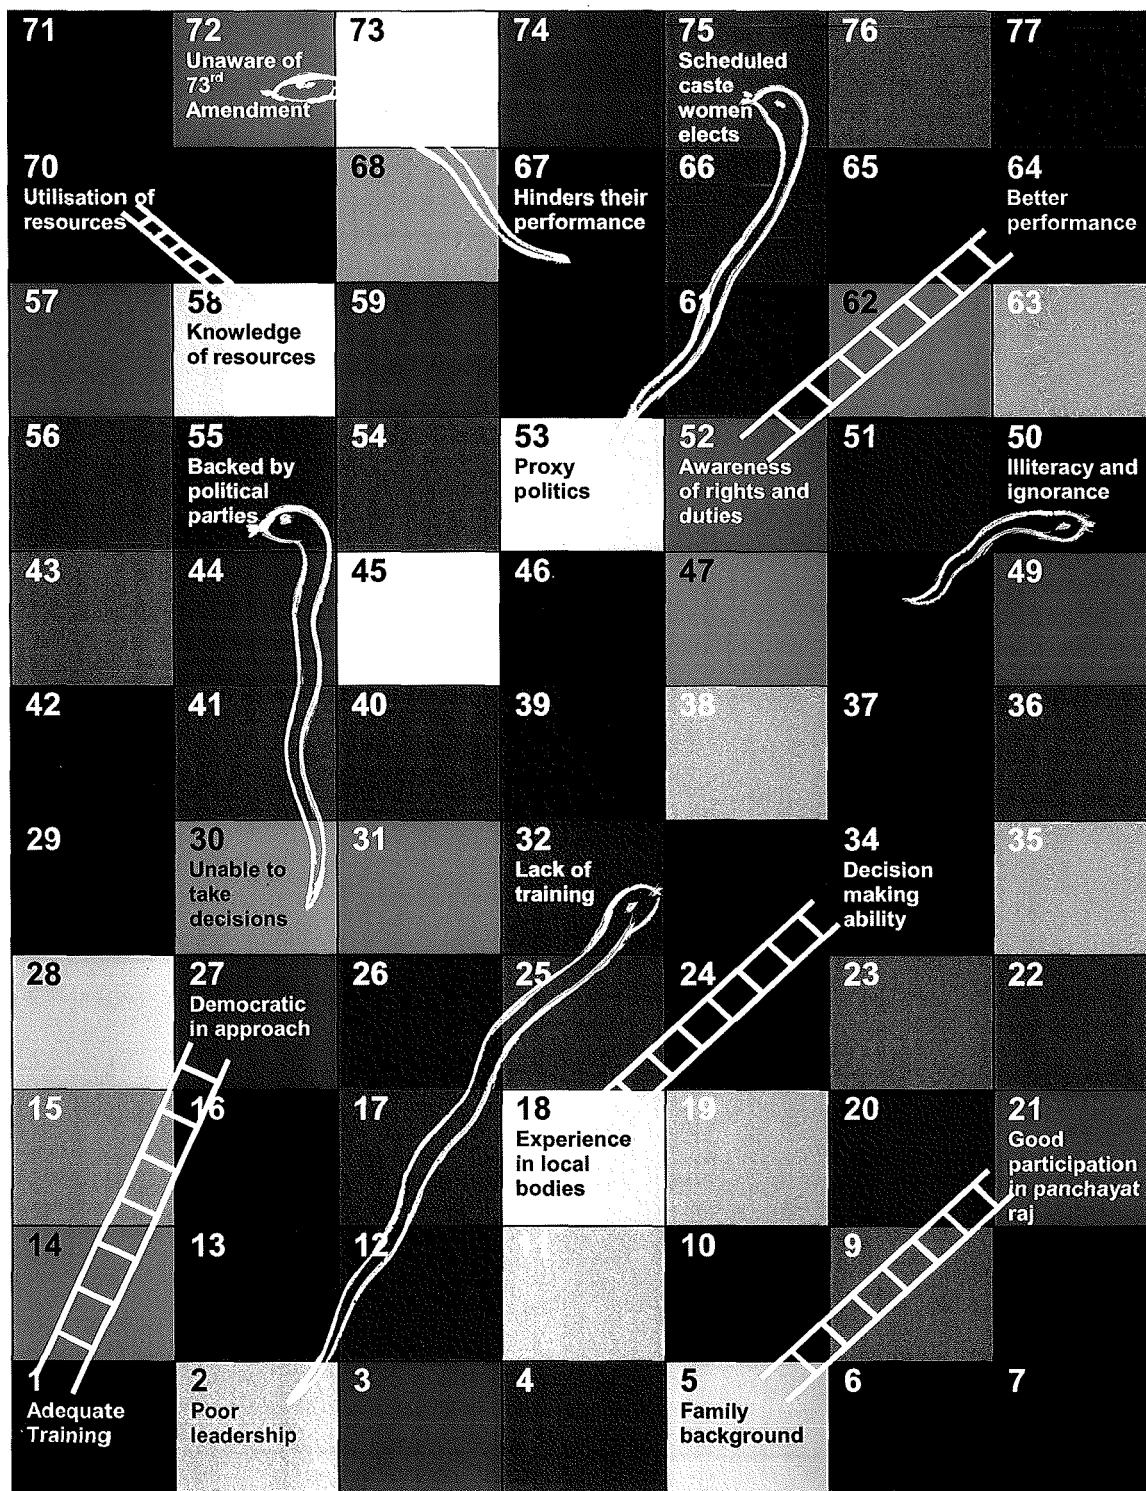 71
72
Unaware of
73rd
Amendment
73
74
75
Scheduled
caste
women
elects
76
77
70
Utilisation of
resources
68
67
Hinders their
performance
66
65
64
Better
performance
57
58
Knowledge
of resources
59
61
62
63
56
55
Backed by
political
parties
54
53
Proxy
politics
52
Awareness
of rights and
duties
51
50
Illiteracy and
ignorance
43
44
45
46
47
49
42
41
40
39
38
37
36
29
30
Unable to
take
decisions
31
32
Lack of
training
34
Decision
making
ability
35
28
27
Democratic
in approach
26
25
24
23
22
15
16
17
18
Experience
in local
bodies
19
20
21
Good
participation
in panchayat
raj
14
13
12
11
10
9
1
Adequate
Training
2
Poor
leadership
3
4
5
Family
background
6
7